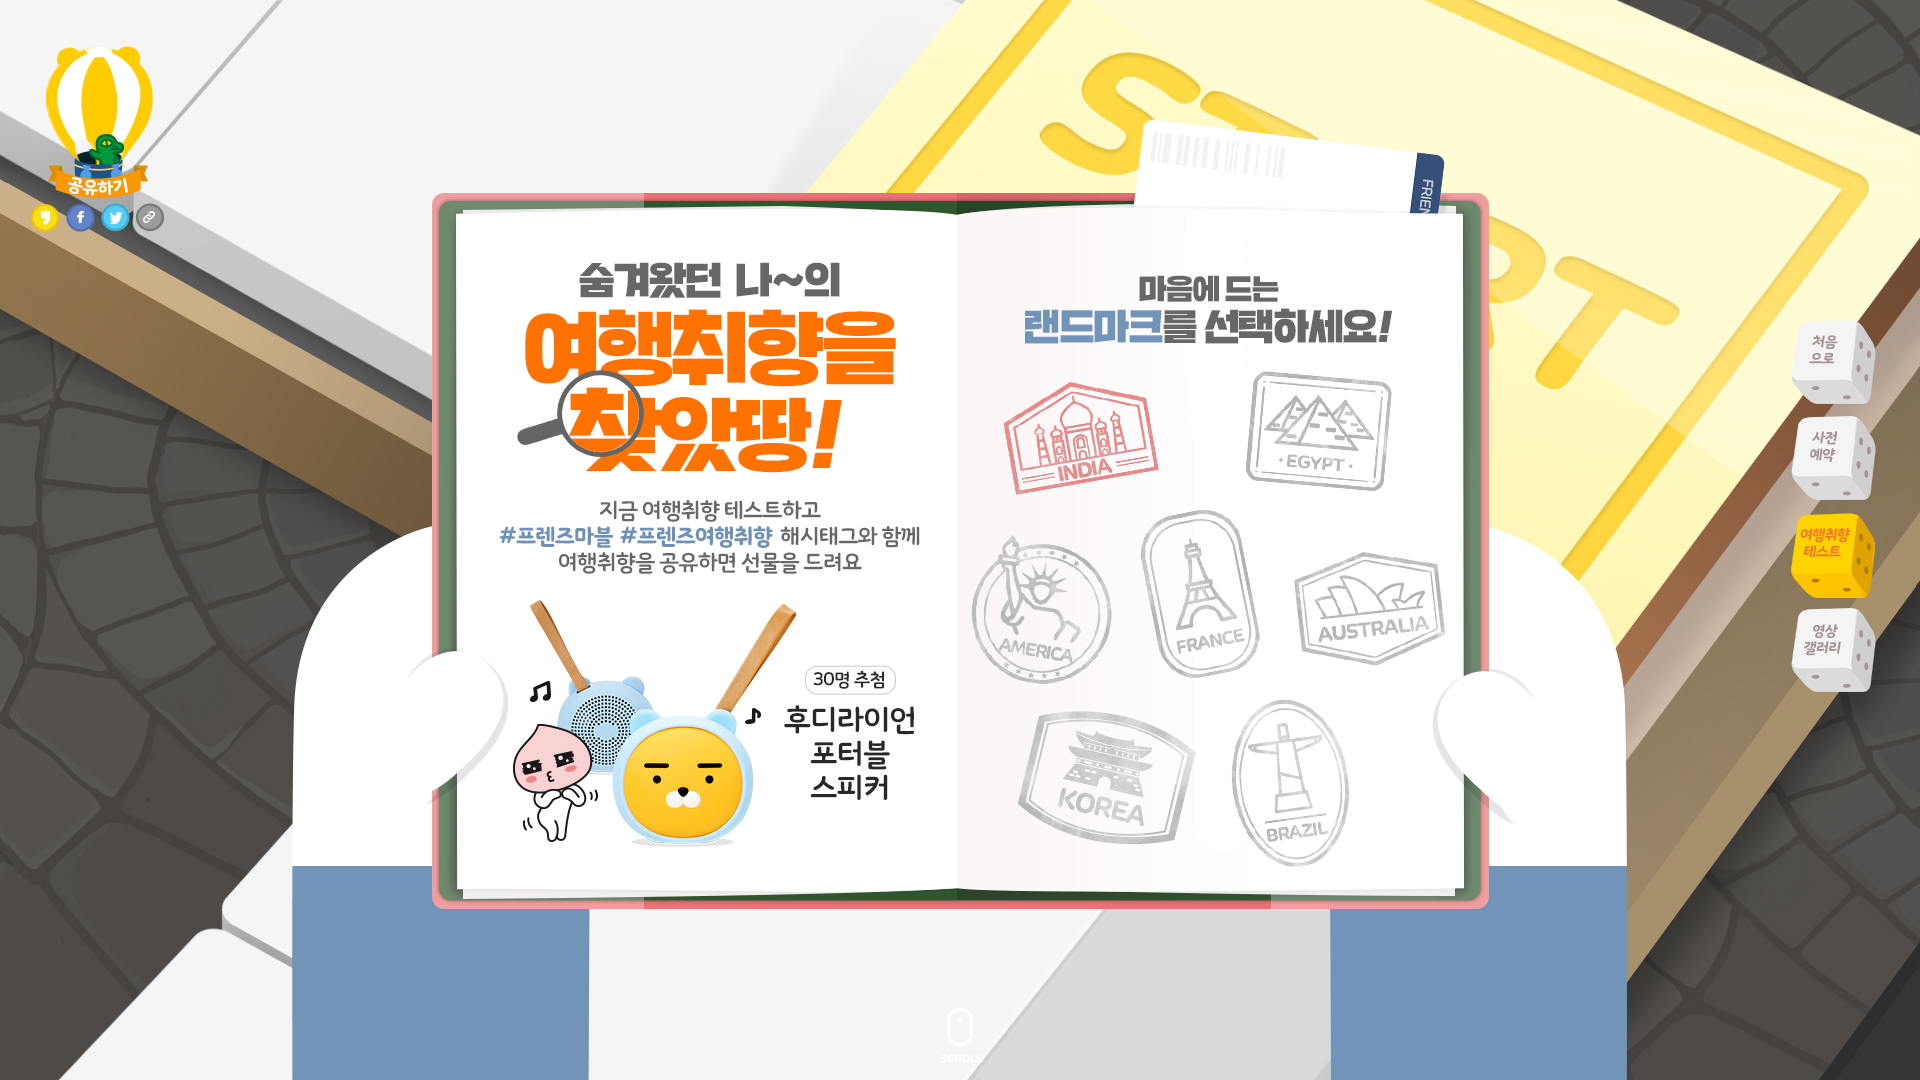 START
FRIEN
공유하기
숨겨왔던 나~의
여행취향을
찾았땅!
지금 여행취향 테스트하고
#프렌즈마블 #프렌즈여행취향 해시태그와 함께
여행취향을 공유하면 선물을 드려요
30명 추첨
후디라이언
포터블
스피커
마음에 드는
랜드마크를 선택하세요!
INDIA
· EGYPT ·
AMERICA
FRANCE
AUSTRALIA
KOREA
BRAZIL
처음
으로
사전
예약
여행취향
테스트
영상
갤러리
SCROLL